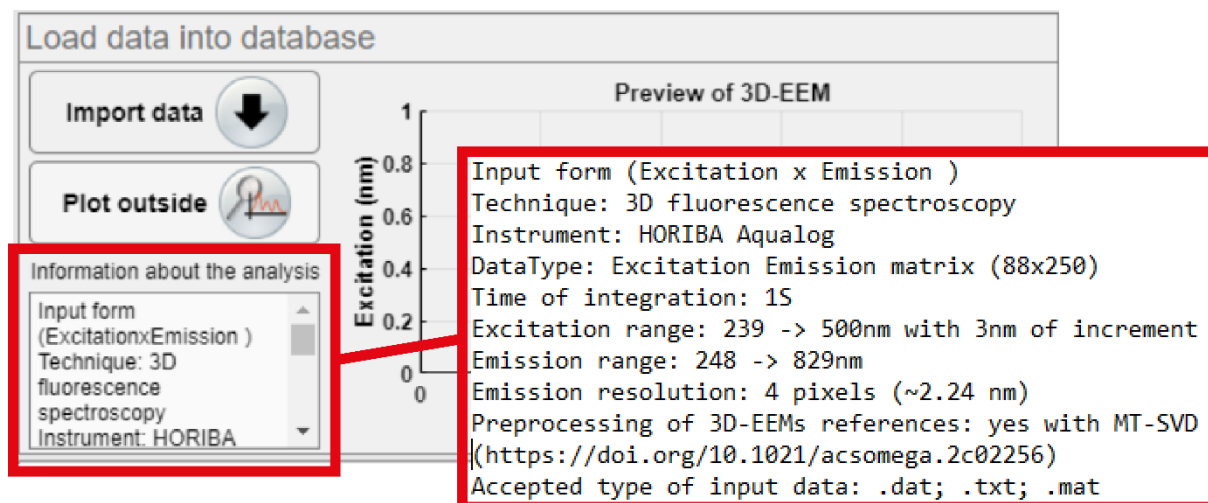 Load data into database
Import data
Plot outside
Information about the analysis
Input form
(ExcitationxEmission )
Technique: 3D
fluorescence
spectroscopy
Instrument: HORIBA
Preview of 3D-EEM
Excitation (nm)
1
0.8
0.6
0.4
0.2
0
0
Input form (Excitation x Emission )
Technique: 3D fluorescence spectroscopy
Instrument: HORIBA Aqualog
DataType: Excitation Emission matrix (88x250)
Time of integration: 1S
Excitation range: 239 -> 500nm with 3nm of increment
Emission range: 248 -> 829nm
Emission resolution: 4 pixels (~2.24 nm)
Preprocessing of 3D-EEMs references: yes with MT-SVD
(https://doi.org/10.1021/acsomega.2c02256)
Accepted type of input data: .dat; .txt; .mat